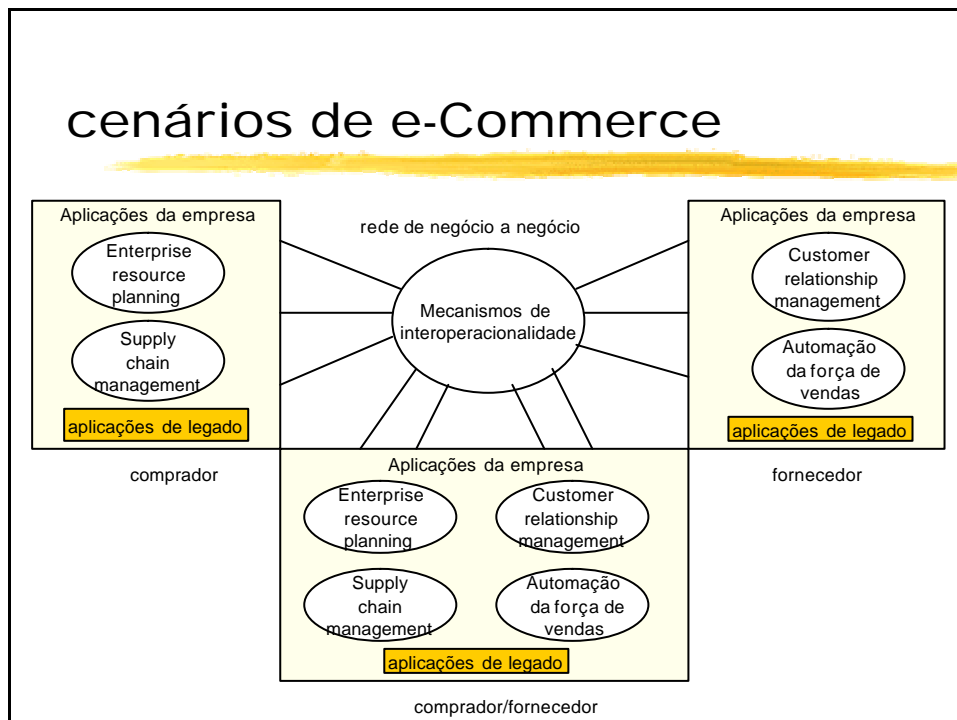 cenários de e-Commerce
Aplicações da empresa
Enterprise
resource
planning
Supply
chain
management
aplicações de legado
comprador
rede de negócio a negócio
Mecanismos de
interoperacionalidade
Aplicações da empresa
Customer
relationship
management
Automação
da força de
vendas
aplicações de legado
fornecedor
Aplicações da empresa
Enterprise
resource
planning
Customer
relationship
management
Supply
chain
management
Automação
da força de
vendas
aplicações de legado
comprador/fornecedor